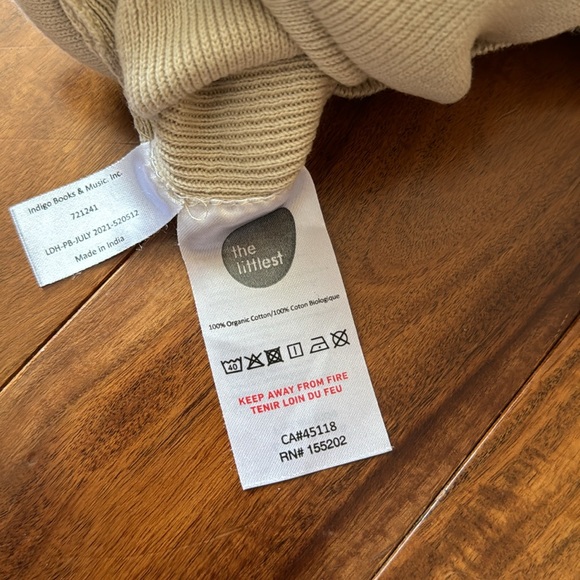 Indigo Books & Music. Inc.
721241
LDH-PB-JULY 2021-520512
Made in India
the
littlest
100% Organic Cotton/100% Coton Biologique
40
KEEP AWAY FROM FIRE
TENIR LOIN DU FEU
CA#45118
RN# 155202